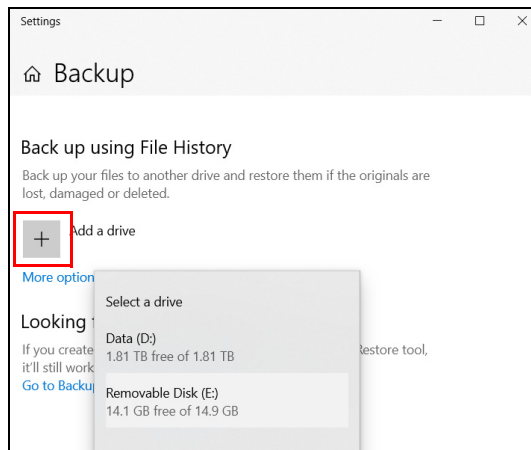 Settings
Backup
Back up using File History
Back up your files to another drive and restore them if the originals are
lost, damaged or deleted.
Add a drive
More option
Select a drive
Looking
Data (D:)
If you create
Restore tool,
1.81 TB free of 1.81 TB
it'll still work
Go to Backu
Removable Disk (E:)
14.1 GB free of 14.9 GB